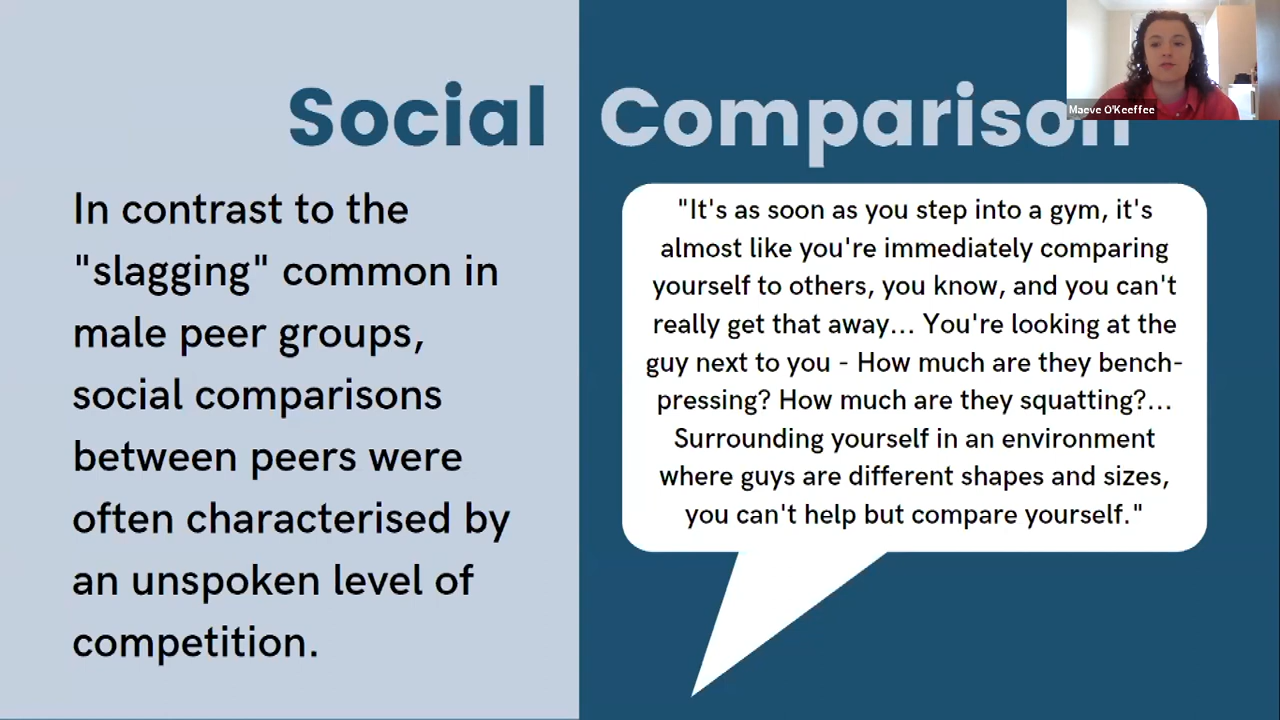 Social Comparison
Maeve O'Keeffee
In contrast to the
"slagging" common in
male peer groups,
social comparisons
between peers were
often characterised by
an unspoken level of
competition.
"It's as soon as you step into a gym, it's
almost like you're immediately comparing
yourself to others, you know, and you can't
really get that away... You're looking at the
guy next to you - How much are they bench-
pressing? How much are they squatting?...
Surrounding yourself in an environment
where guys are different shapes and sizes,
you can't help but compare yourself."